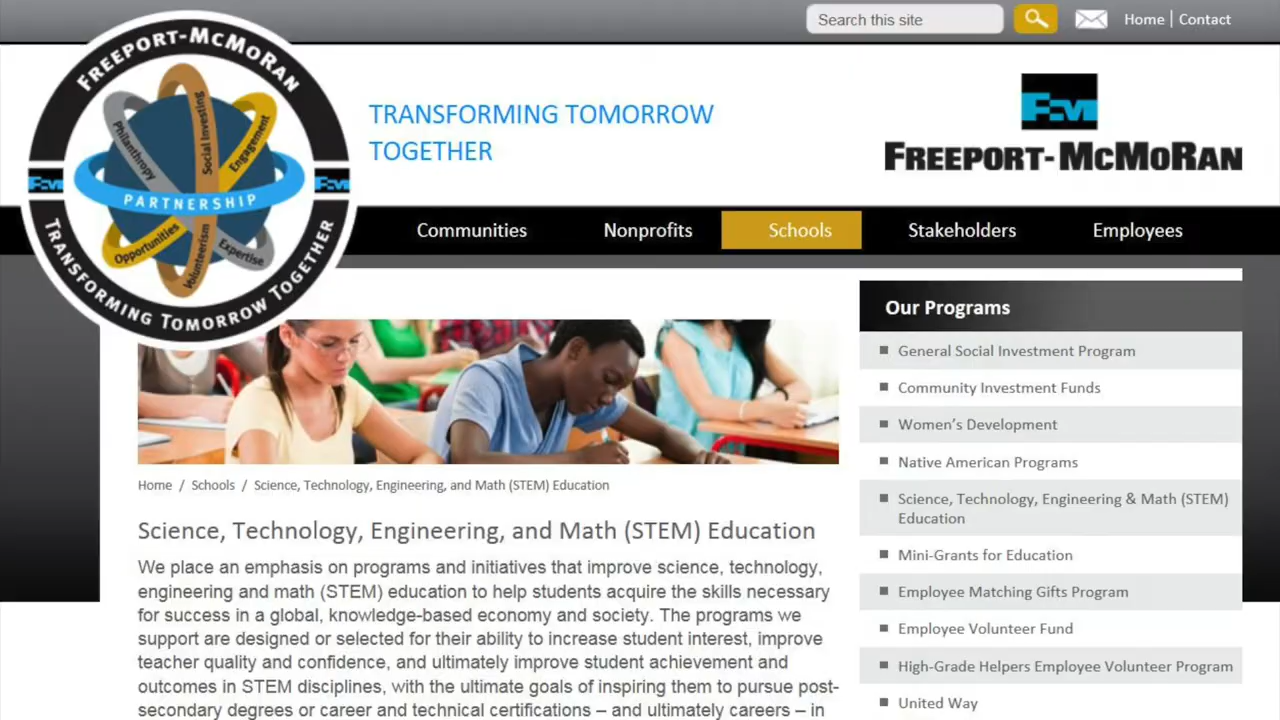 Search this site
Home | Contact
FREEPORT-MCMORAN
Philanthropy
Social Investing
Engagement
PARTNERSHIP
Opportunities
Volunteerism
Expertise
TRANSFORMING TOMORROW TOGETHER
TRANSFORMING TOMORROW
TOGETHER
FREEPORT-MCMORAN
Communities
Nonprofits
Schools
Stakeholders
Employees
Home / Schools / Science, Technology, Engineering, and Math (STEM) Education
Science, Technology, Engineering, and Math (STEM) Education
We place an emphasis on programs and initiatives that improve science, technology,
engineering and math (STEM) education to help students acquire the skills necessary
for success in a global, knowledge-based economy and society. The programs we
support are designed or selected for their ability to increase student interest, improve
teacher quality and confidence, and ultimately improve student achievement and
outcomes in STEM disciplines, with the ultimate goals of inspiring them to pursue post-
secondary degrees or career and technical certifications – and ultimately careers – in
Our Programs
General Social Investment Program
Community Investment Funds
Women's Development
Native American Programs
Science, Technology, Engineering & Math (STEM)
Education
Mini-Grants for Education
Employee Matching Gifts Program
Employee Volunteer Fund
High-Grade Helpers Employee Volunteer Program
United Way